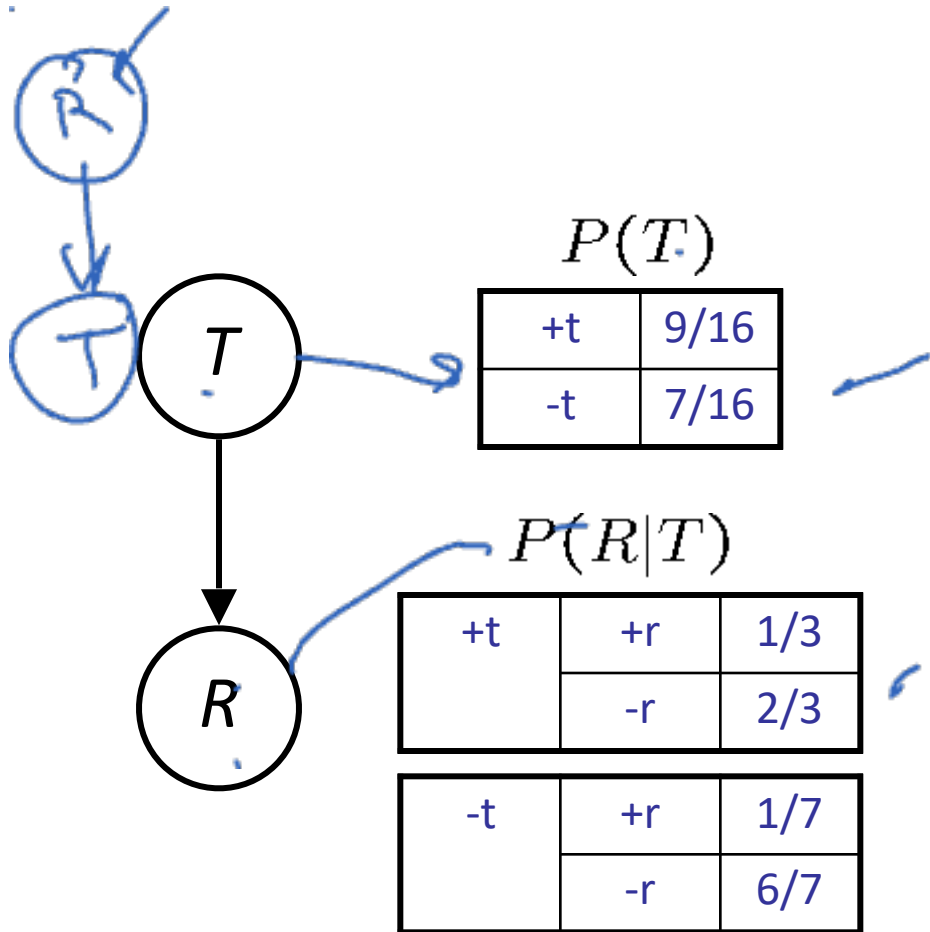 R
P(T)
+t 9/16
-t 7/16
T T
P(R|T)
+t +r 1/3
-r 2/3
R
-t +r 1/7
-r 6/7